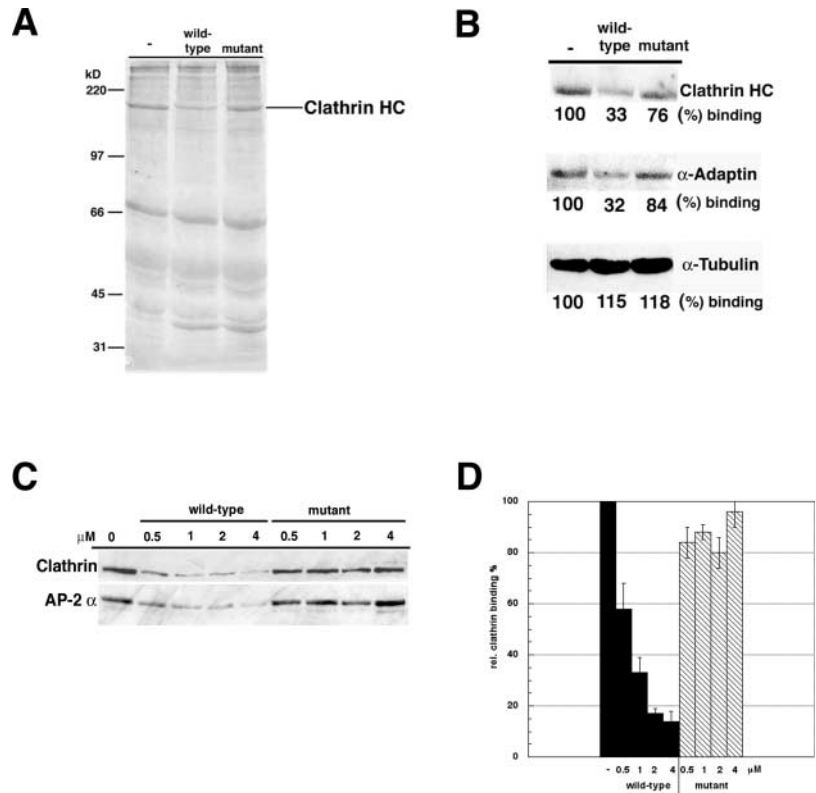 A
- wild-type mutant
kD
220
97
66
45
31
Clathrin HC
B
- wild-type mutant
Clathrin HC
100 33 76 (%) binding
α-Adaptin
100 32 84 (%) binding
α-Tubulin
100 115 118 (%) binding
C
wild-type mutant
μM 0 0.5 1 2 4 0.5 1 2 4
Clathrin
AP-2 α
D
rel. clathrin binding %
100
80
60
40
20
0
- 0.5 1 2 4 0.5 1 2 4 μM
wild-type mutant